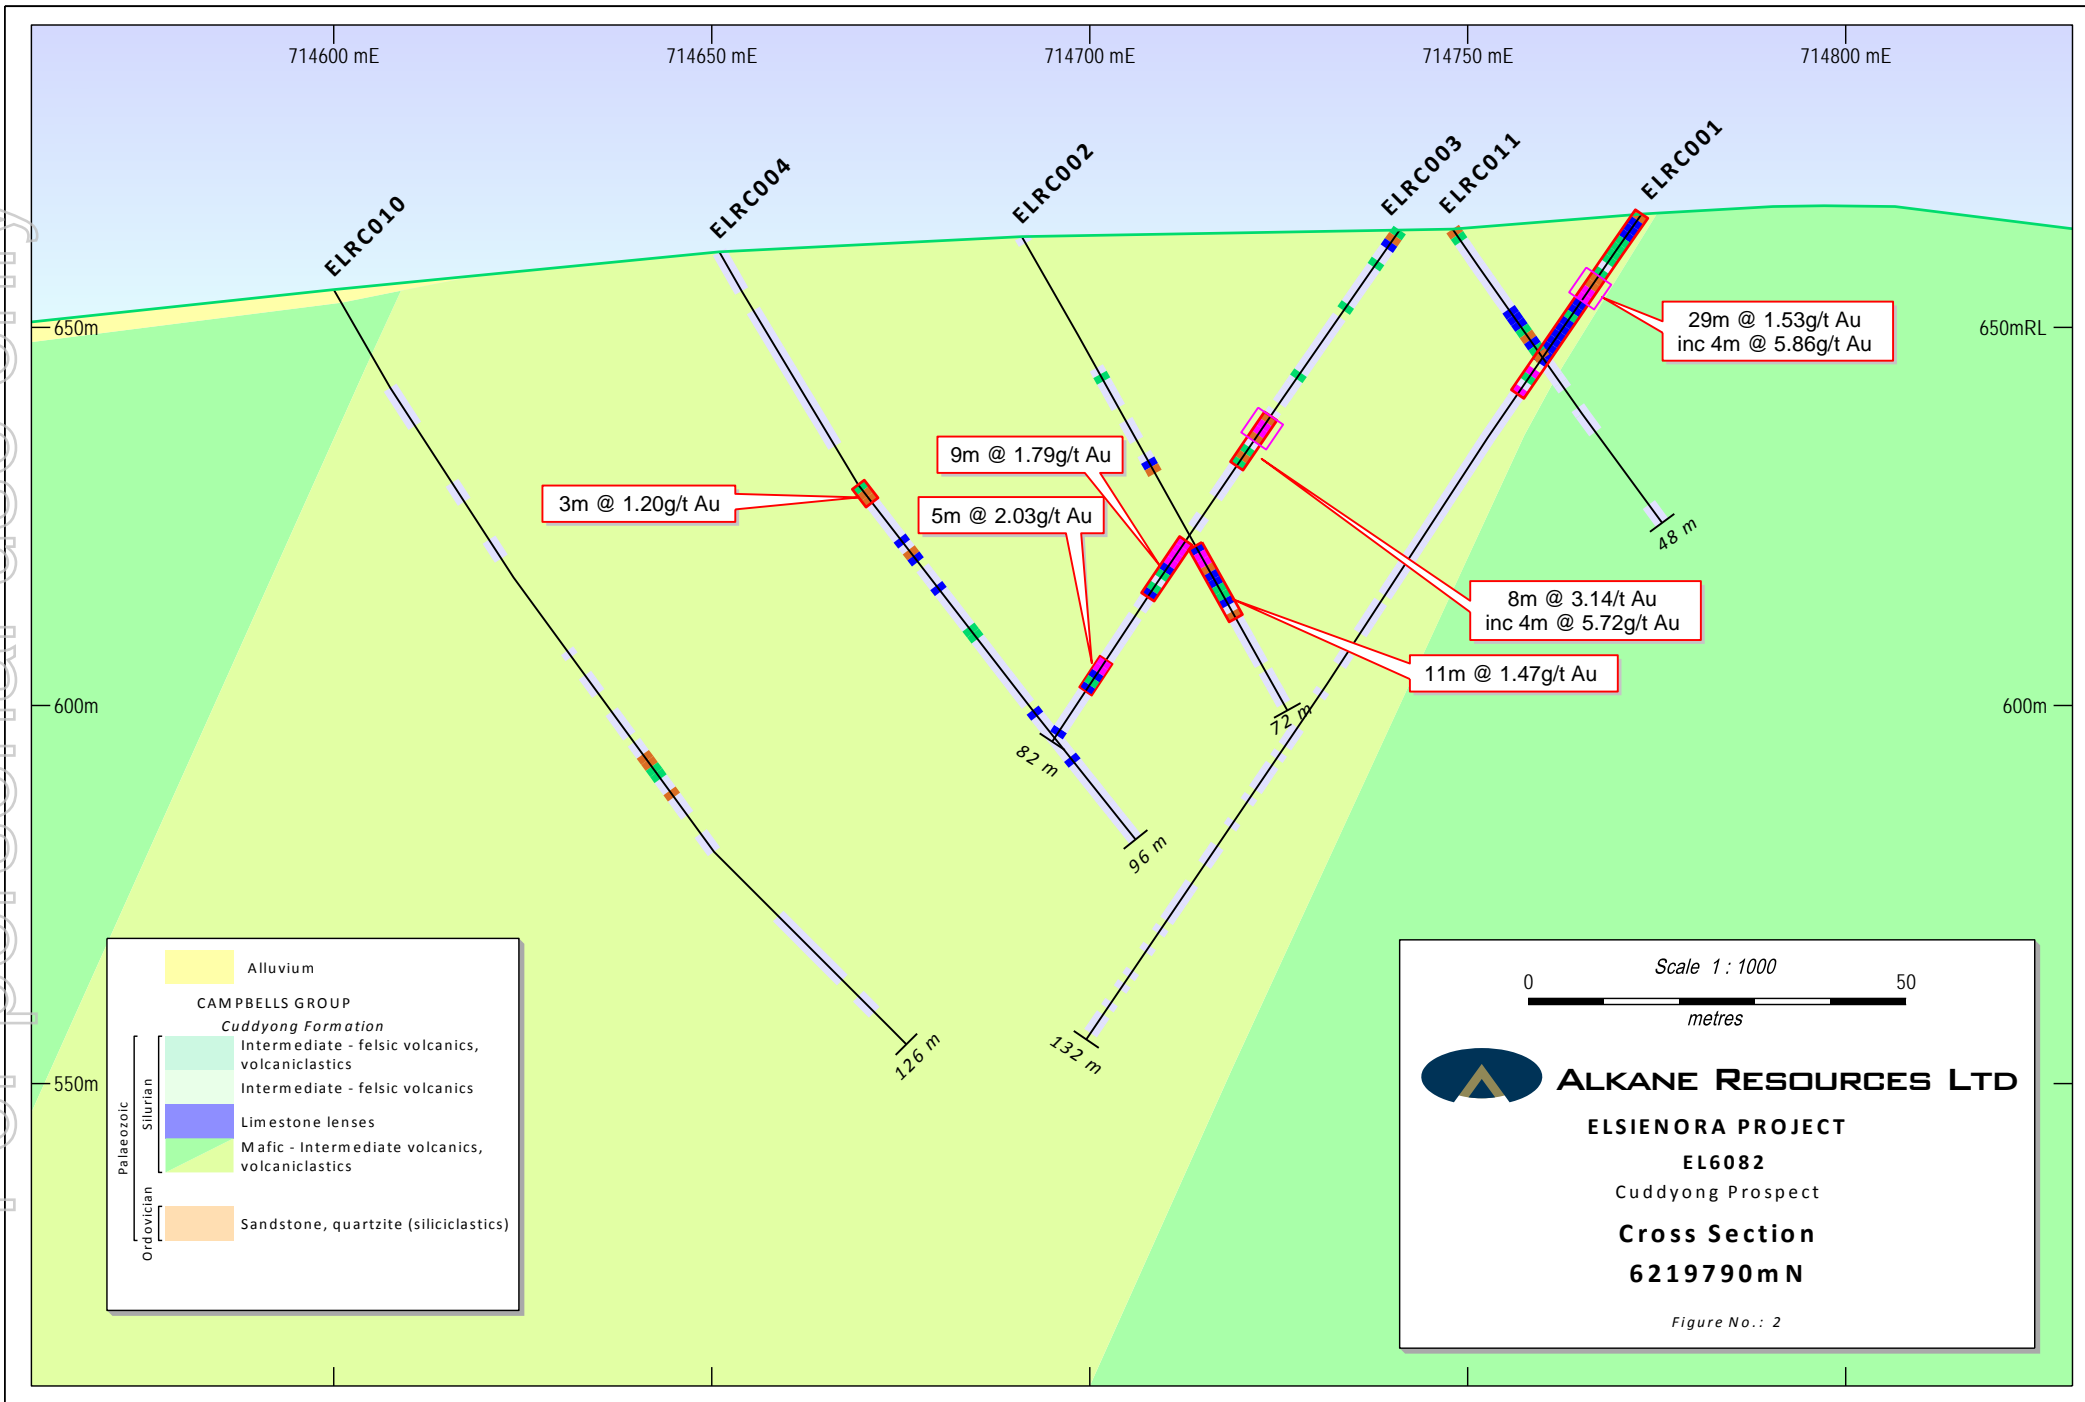 714600 mE
714650 mE
714700 mE
714750 mE
714800 mE
ELRC010
ELRC004
ELRC002
ELRC003
ELRC011
ELRC001
650m
650mRL
600m
600m
550m
29m @ 1.53g/t Au
inc 4m @ 5.86g/t Au
9m @ 1.79g/t Au
3m @ 1.20g/t Au
5m @ 2.03g/t Au
8m @ 3.14/t Au
inc 4m @ 5.72g/t Au
11m @ 1.47g/t Au
48 m
72 m
82 m
96 m
126 m
132 m
Alluvium
CAMPBELLS GROUP
Cuddyong Formation
Intermediate - felsic volcanics,
volcaniclastics
Intermediate - felsic volcanics
Limestone lenses
Mafic - Intermediate volcanics,
volcaniclastics
Sandstone, quartzite (siliciclastics)
Palaeozoic
Silurian
Ordovician
Scale 1 : 1000
0 50
metres
ALKANE RESOURCES LTD
ELSIENORA PROJECT
EL6082
Cuddyong Prospect
Cross Section
6219790mN
Figure No.: 2